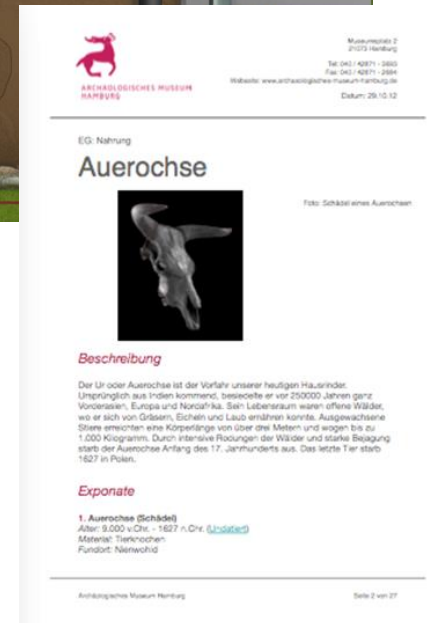 Museumsplatz 2
21073 Hamburg
Tel: 040 / 42871 - 3693
Fax: 040 / 42871 - 2684
Webseite: www.archaeologisches-museum-hamburg.de
Datum: 29.10.12
ARCHÄOLOGISCHES MUSEUM
HAMBURG
EG: Nahrung
Auerochse
Foto: Schädel eines Auerochsen
Beschreibung
Der Ur oder Auerochse ist der Vorfahr unserer heutigen Hausrinder.
Ursprünglich aus Indien kommend, besiedelte er vor 250000 Jahren ganz
Vorderasien, Europa und Nordafrika. Sein Lebensraum waren offene Wälder,
wo er sich von Gräsern, Eicheln und Laub ernähren konnte. Ausgewachsene
Stiere erreichten eine Körperlänge von über drei Metern und wogen bis zu
1.000 Kilogramm. Durch intensive Rodungen der Wälder und starke Bejagung
starb der Auerochse Anfang des 17. Jahrhunderts aus. Das letzte Tier starb
1627 in Polen.
Exponate
1. Auerochse (Schädel)
Alter: 9.000 v.Chr. - 1627 n.Chr. (Undatiert)
Material: Tierknochen
Fundort: Nienwohld
Archäologisches Museum Hamburg
Seite 2 von 27